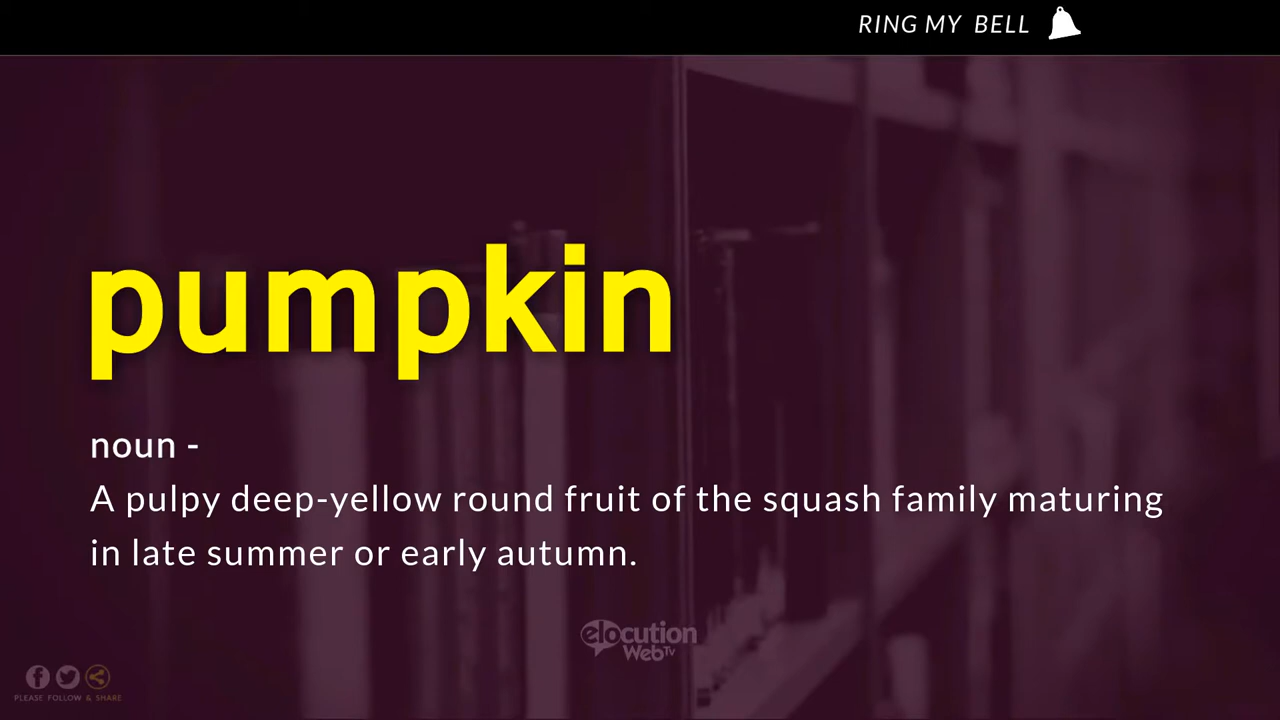 RING MY BELL
pumpkin
noun -
A pulpy deep-yellow round fruit of the squash family maturing
in late summer or early autumn.
elocution
WebTv
PLEASE FOLLOW & SHARE